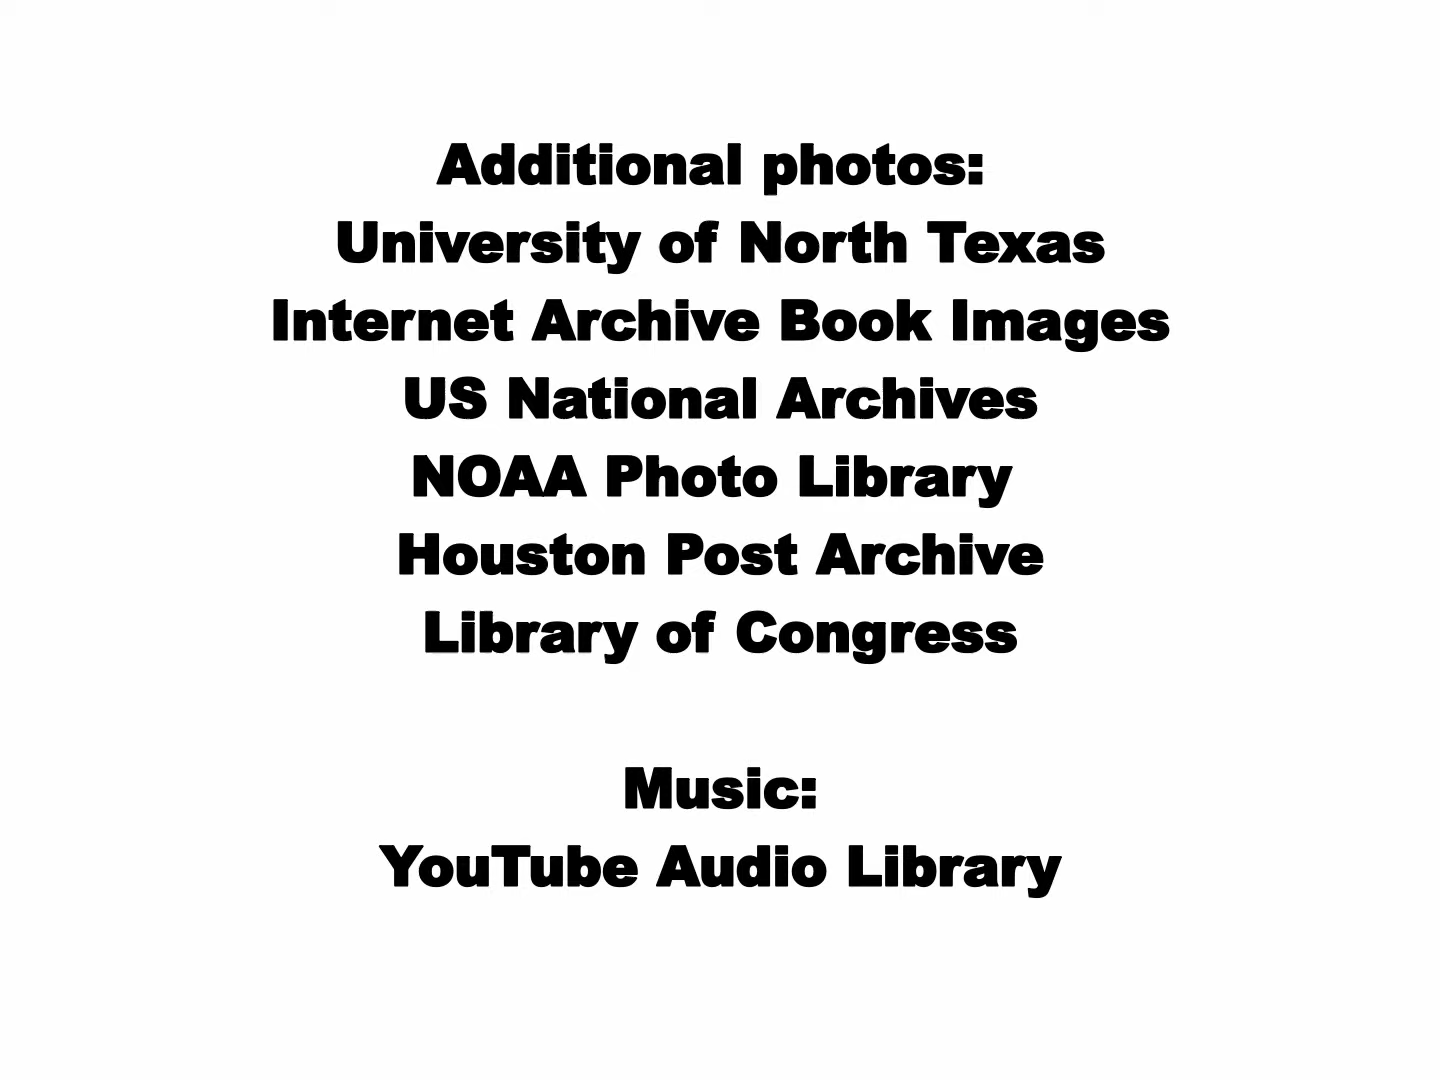 Additional photos:
University of North Texas
Internet Archive Book Images
US National Archives
NOAA Photo Library
Houston Post Archive
Library of Congress
Music:
YouTube Audio Library